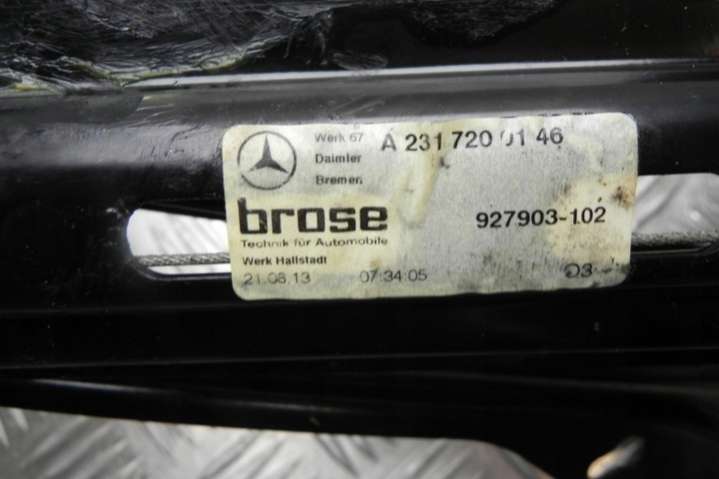 Werk 67 A 231 720 01 46
Daimler
Bremen
brose 927903-102
Technik für Automobile
Werk Hallstadt
21.08.13 07:34:05 03